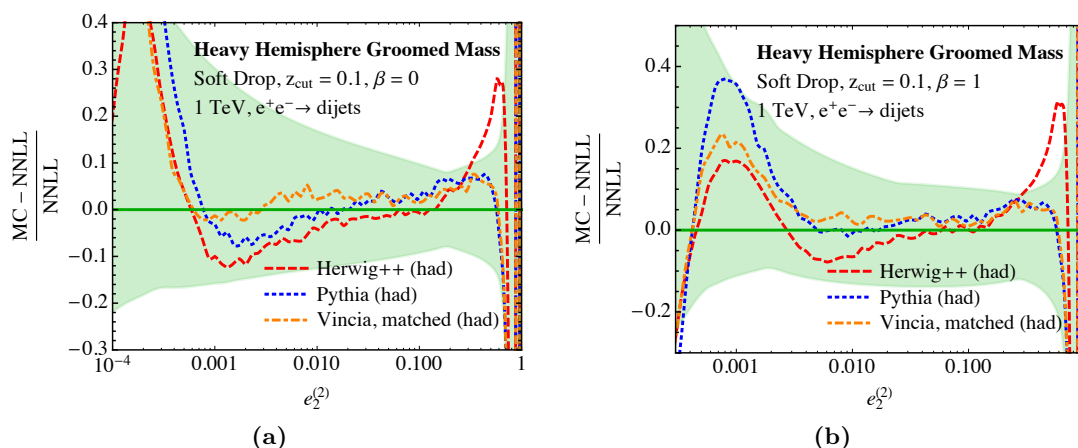 Heavy Hemisphere Groomed Mass
Soft Drop, z_cut = 0.1, β = 0
1 TeV, e⁺e⁻ → dijets
MC − NNLL
NNLL
0.4
0.3
0.2
0.1
0.0
−0.1
−0.2
−0.3
Herwig++ (had)
Pythia (had)
Vincia, matched (had)
10⁻⁴ 0.001 0.010 0.100 1
e₂⁽²⁾
(a)
Heavy Hemisphere Groomed Mass
Soft Drop, z_cut = 0.1, β = 1
1 TeV, e⁺e⁻ → dijets
MC − NNLL
NNLL
0.4
0.2
0.0
−0.2
Herwig++ (had)
Pythia (had)
Vincia, matched (had)
0.001 0.010 0.100
e₂⁽²⁾
(b)